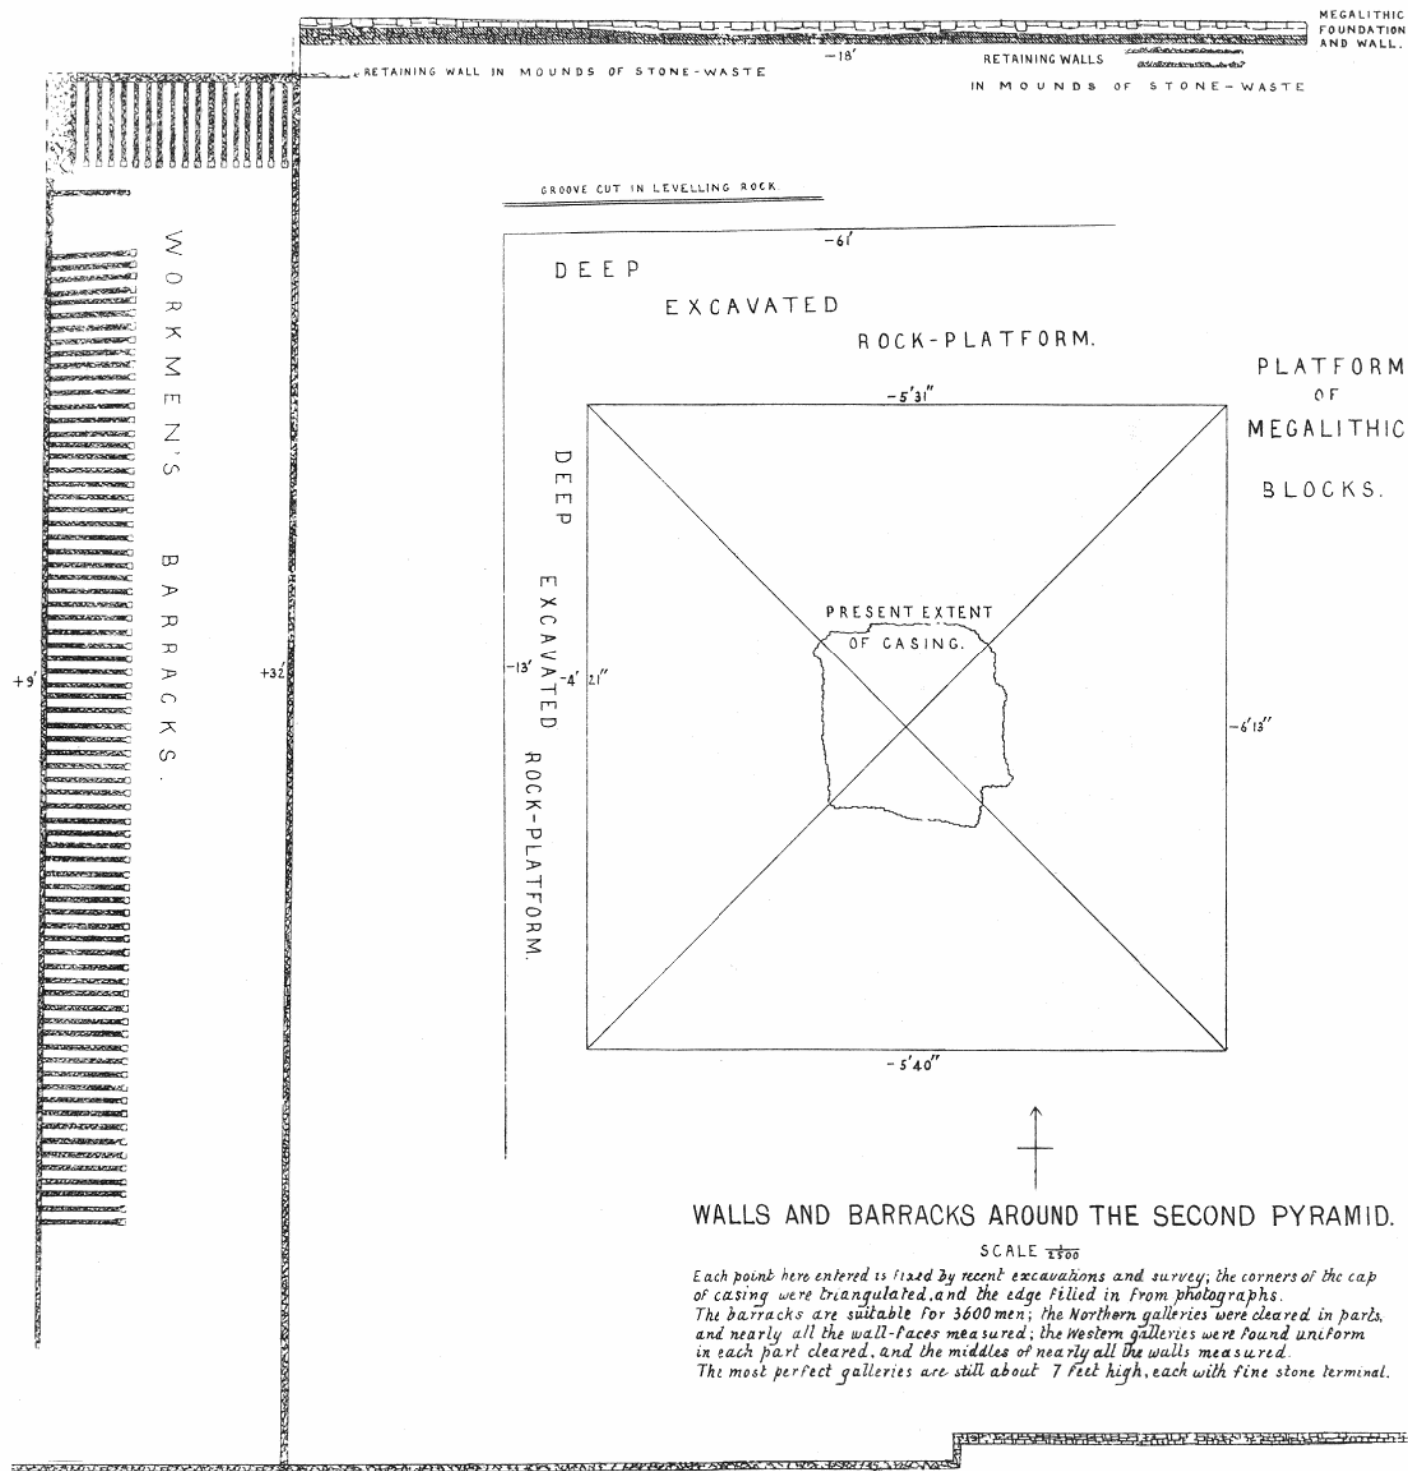 MEGALITHIC
FOUNDATION
AND WALL.
-18'
RETAINING WALLS
RETAINING WALL IN MOUNDS OF STONE-WASTE
IN MOUNDS OF STONE-WASTE
GROOVE CUT IN LEVELLING ROCK.
-61'
DEEP
EXCAVATED
ROCK-PLATFORM.
PLATFORM
OF
MEGALITHIC
BLOCKS.
-5'31"
WORKMEN'S BARRACKS.
DEEP EXCAVATED ROCK-PLATFORM.
PRESENT EXTENT
OF CASING.
+9'
+32'
-13'
-4' 21"
-6'13"
-5'40"
WALLS AND BARRACKS AROUND THE SECOND PYRAMID.
SCALE 1/2500
Each point here entered is fixed by recent excavations and survey; the corners of the cap
of casing were triangulated, and the edge filled in from photographs.
The barracks are suitable for 3600 men; the Northern galleries were cleared in parts,
and nearly all the wall-faces measured; the Western galleries were found uniform
in each part cleared, and the middles of nearly all the walls measured.
The most perfect galleries are still about 7 feet high, each with fine stone terminal.